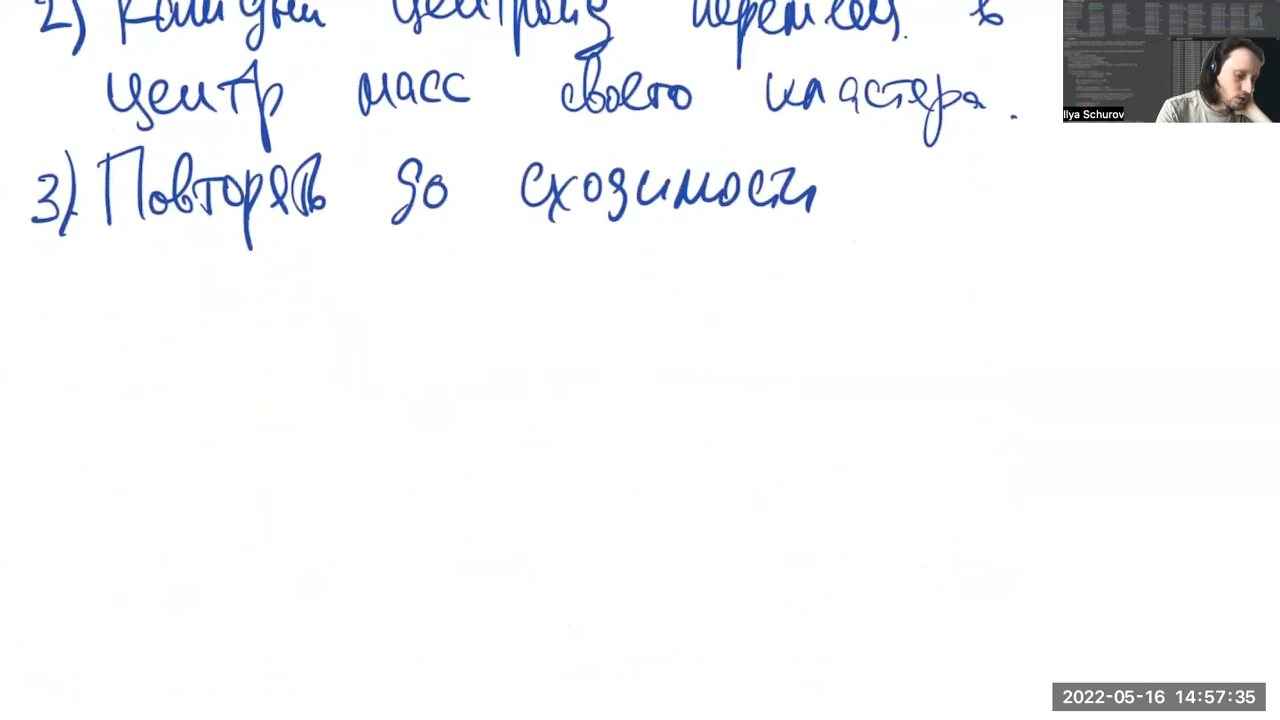 2) Каждый центроид перемещ. в
центр масс своего кластера.
3) Повторять до сходимости
Ilya Schurov
2022-05-16 14:57:35